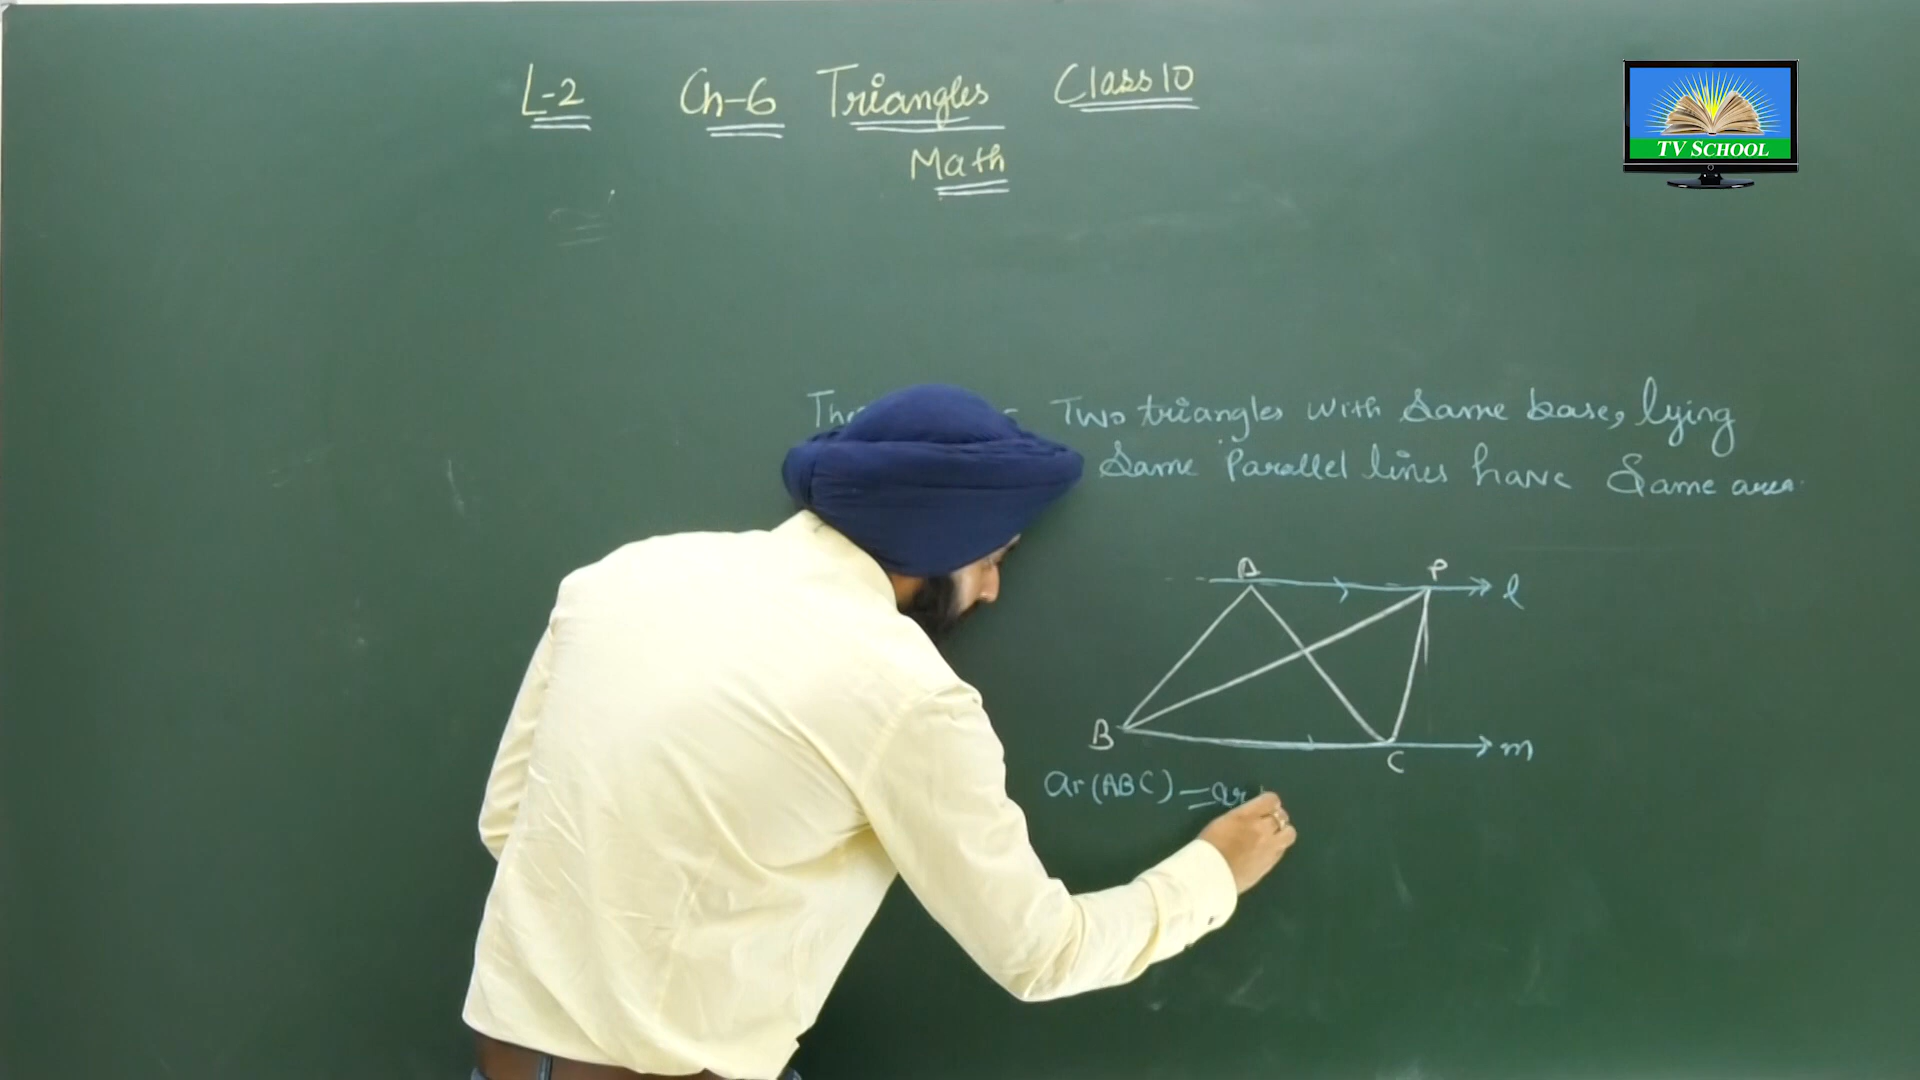 L-2 Ch-6 Triangles Class 10
Math
TV SCHOOL
Two triangles with Same base, lying
Same Parallel lines have Same area.
A P l
B C m
ar(ABC) = ar